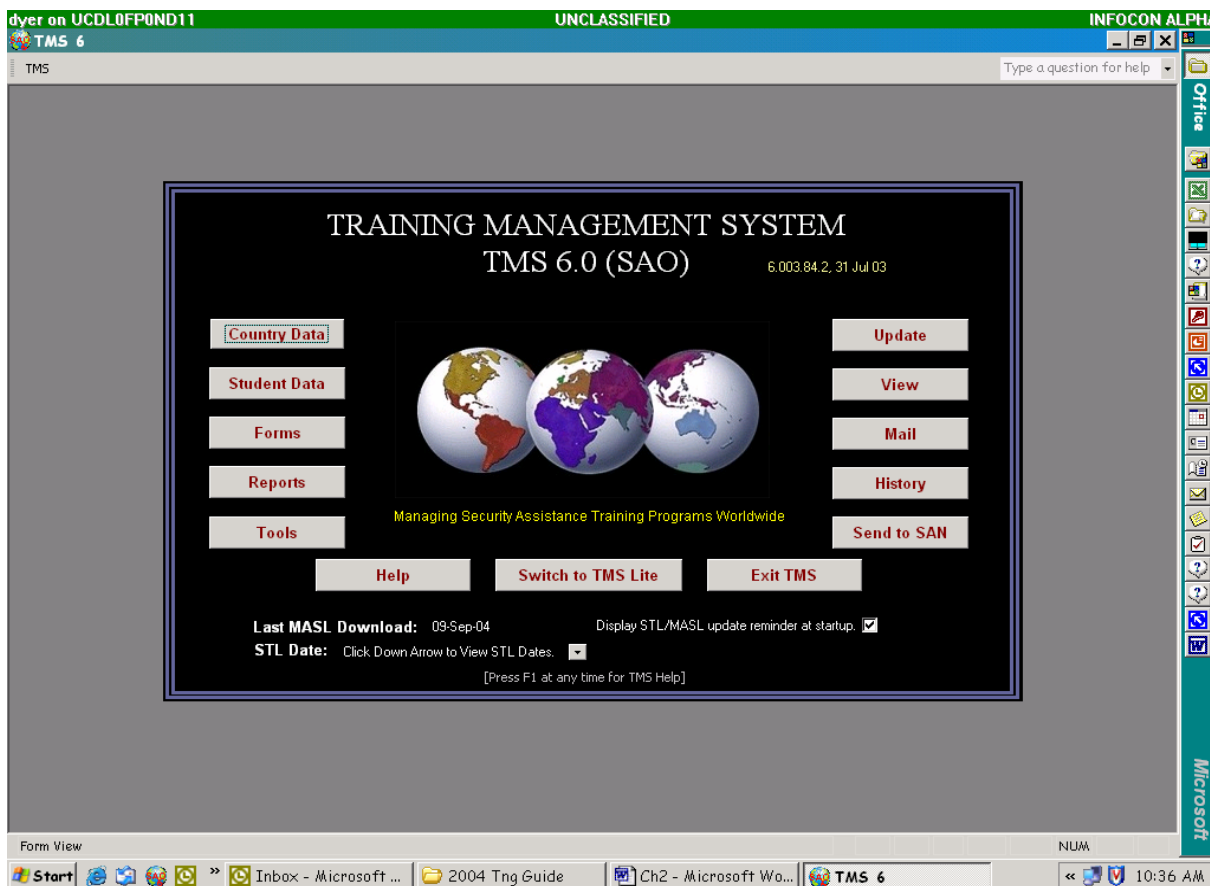 dyer on UCDL0FP0ND11 UNCLASSIFIED INFOCON ALPH
TMS 6
TMS Type a question for help
Office
TRAINING MANAGEMENT SYSTEM
TMS 6.0 (SAO) 6.003.84.2, 31 Jul 03
Country Data Update
Student Data View
Forms Mail
Reports History
Managing Security Assistance Training Programs Worldwide
Tools Send to SAN
Help Switch to TMS Lite Exit TMS
Last MASL Download: 09-Sep-04 Display STL/MASL update reminder at startup.
STL Date: Click Down Arrow to View STL Dates.
[Press F1 at any time for TMS Help]
Microsoft
Form View NUM
Start » Inbox - Microsoft ... 2004 Tng Guide Ch2 - Microsoft Wo... TMS 6 « 10:36 AM